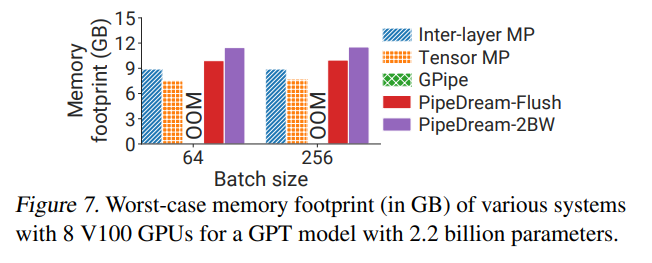 15
12
9
6
3
0
Memory
footprint (GB)
OOM
OOM
64
256
Batch size
Inter-layer MP
Tensor MP
GPipe
PipeDream-Flush
PipeDream-2BW
Figure 7. Worst-case memory footprint (in GB) of various systems
with 8 V100 GPUs for a GPT model with 2.2 billion parameters.